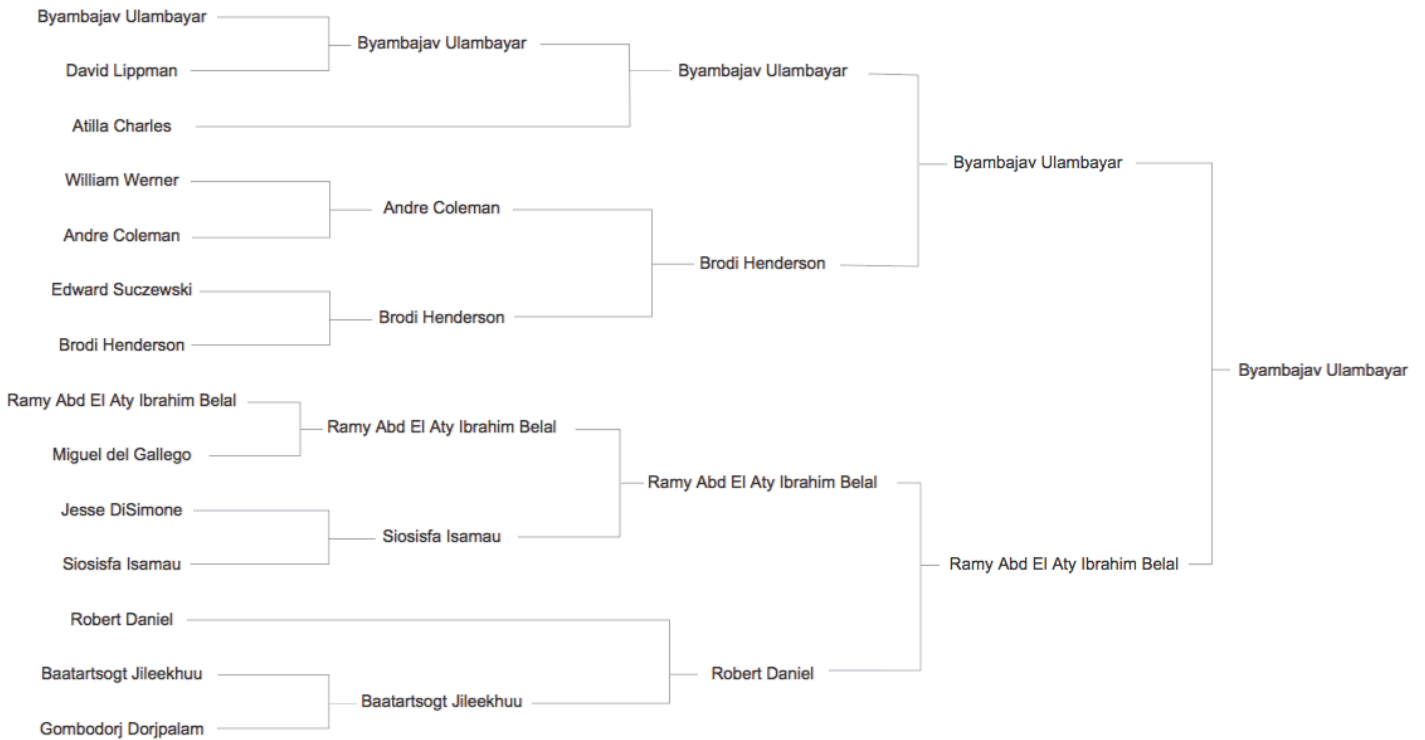 Byambajav Ulambayar
David Lippman
Atilla Charles
William Werner
Andre Coleman
Edward Suczewski
Brodi Henderson
Ramy Abd El Aty Ibrahim Belal
Miguel del Gallego
Jesse DiSimone
Siosisfa Isamau
Robert Daniel
Baatartsogt Jileekhuu
Gombodorj Dorjpalam
Byambajav Ulambayar
Andre Coleman
Brodi Henderson
Ramy Abd El Aty Ibrahim Belal
Siosisfa Isamau
Baatartsogt Jileekhuu
Byambajav Ulambayar
Brodi Henderson
Ramy Abd El Aty Ibrahim Belal
Robert Daniel
Byambajav Ulambayar
Ramy Abd El Aty Ibrahim Belal
Byambajav Ulambayar